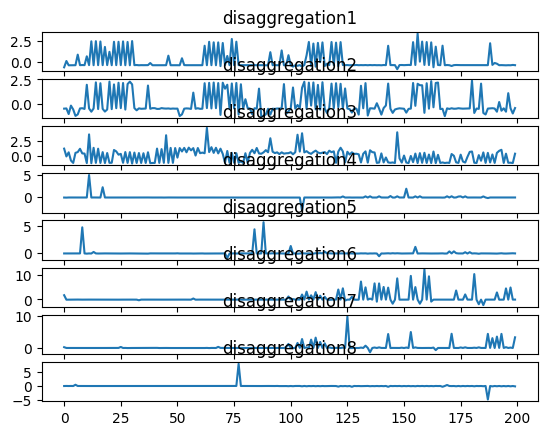 disaggregation1
2.5
0.0
disaggregation2
2.5
0.0
disaggregation3
2.5
0.0
disaggregation4
5
0
disaggregation5
5
0
disaggregation6
10
0
disaggregation7
10
0
disaggregation8
5
0
−5
0 25 50 75 100 125 150 175 200